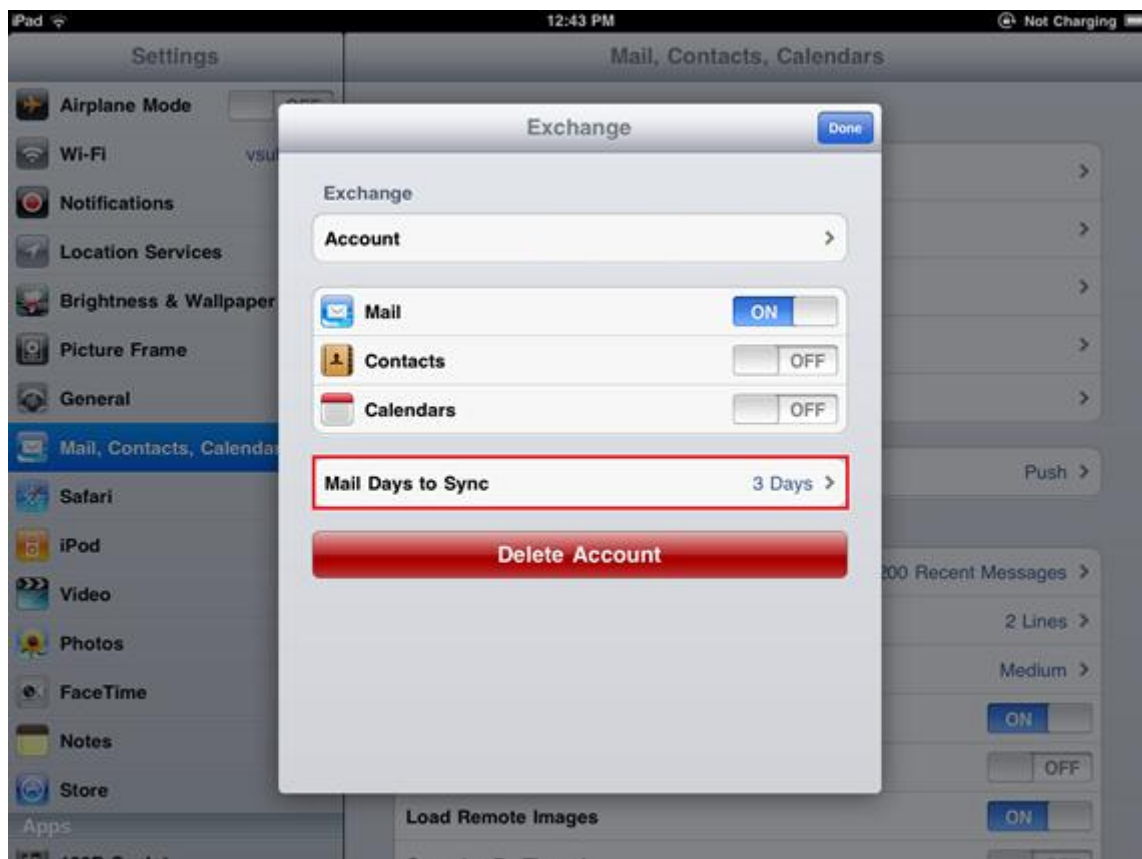 iPad 12:43 PM Not Charging
Settings Mail, Contacts, Calendars
Airplane Mode
Exchange Done
Wi-Fi
Exchange
Notifications
Account
Location Services
Brightness & Wallpaper
Mail ON
Picture Frame
Contacts OFF
General
Calendars OFF
Mail, Contacts,
Mail Days to Sync 3 Days
Push
Safari
iPod
Delete Account
200 Recent Messages
Video
2 Lines
Photos
Medium
FaceTime
ON
Notes
OFF
Store
Load Remote Images ON
Apps